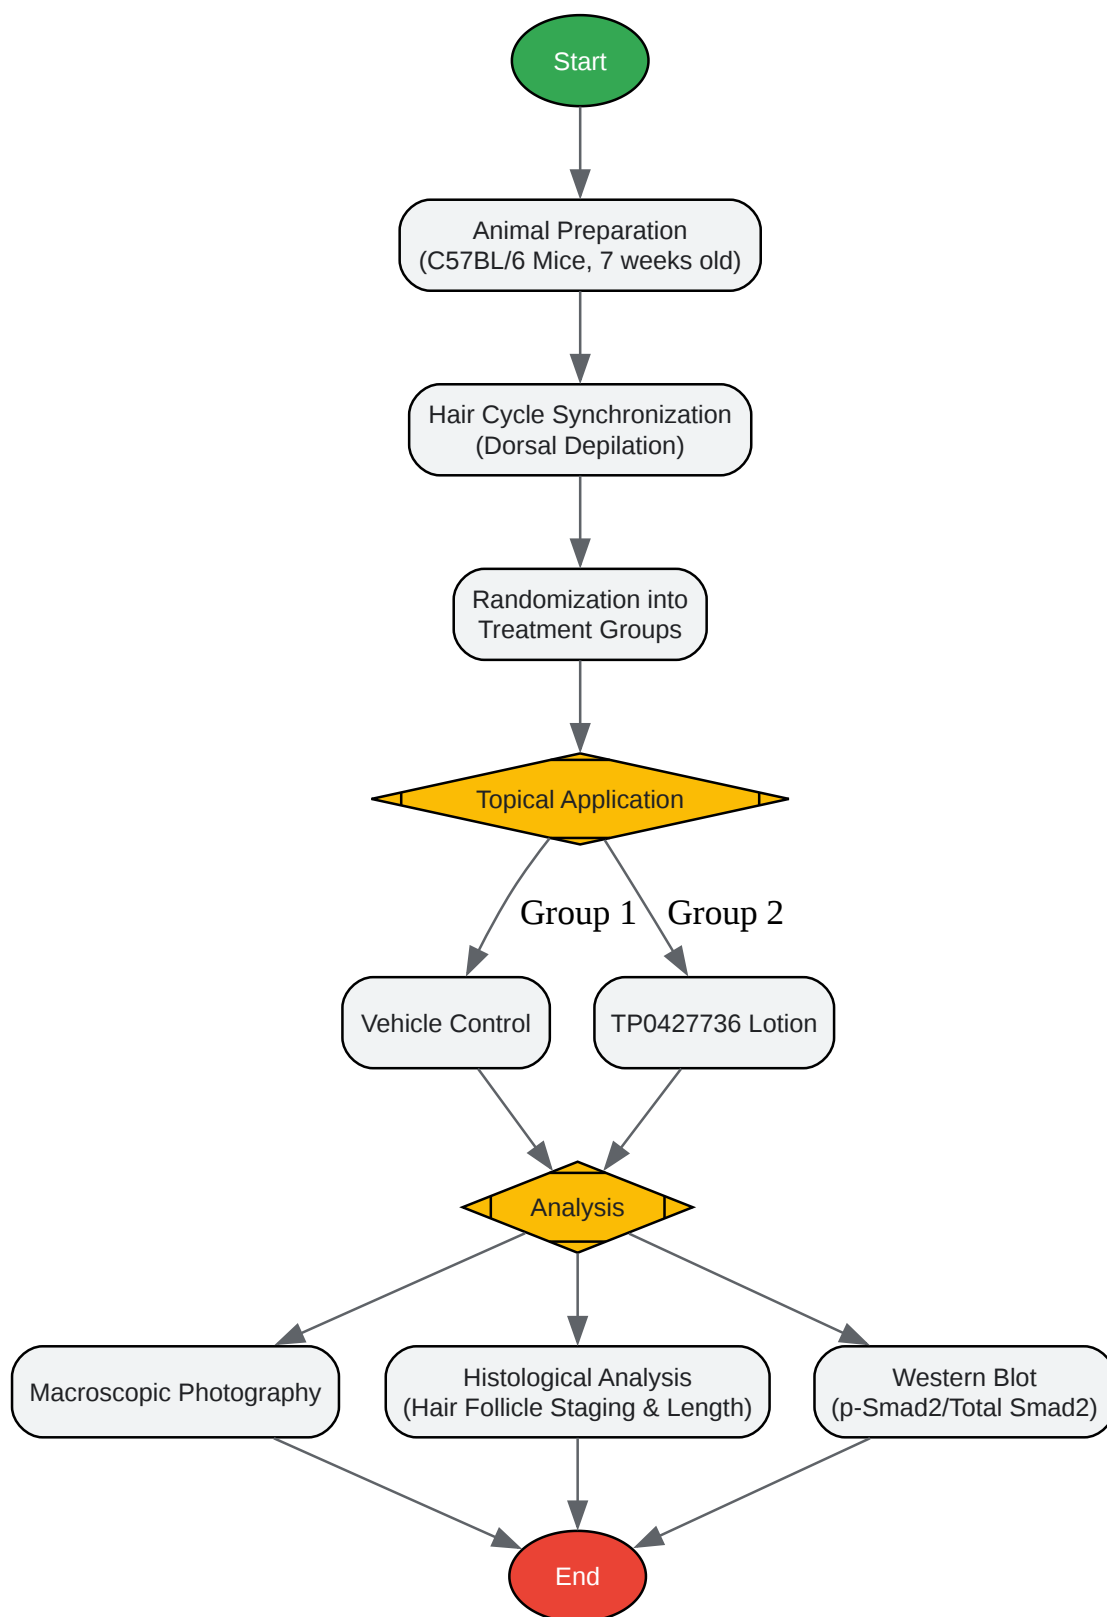 Start
Animal Preparation
(C57BL/6 Mice, 7 weeks old)
Hair Cycle Synchronization
(Dorsal Depilation)
Randomization into
Treatment Groups
Topical Application
Group 1
Group 2
Vehicle Control
TP0427736 Lotion
Analysis
Macroscopic Photography
Histological Analysis
(Hair Follicle Staging & Length)
Western Blot
(p-Smad2/Total Smad2)
End